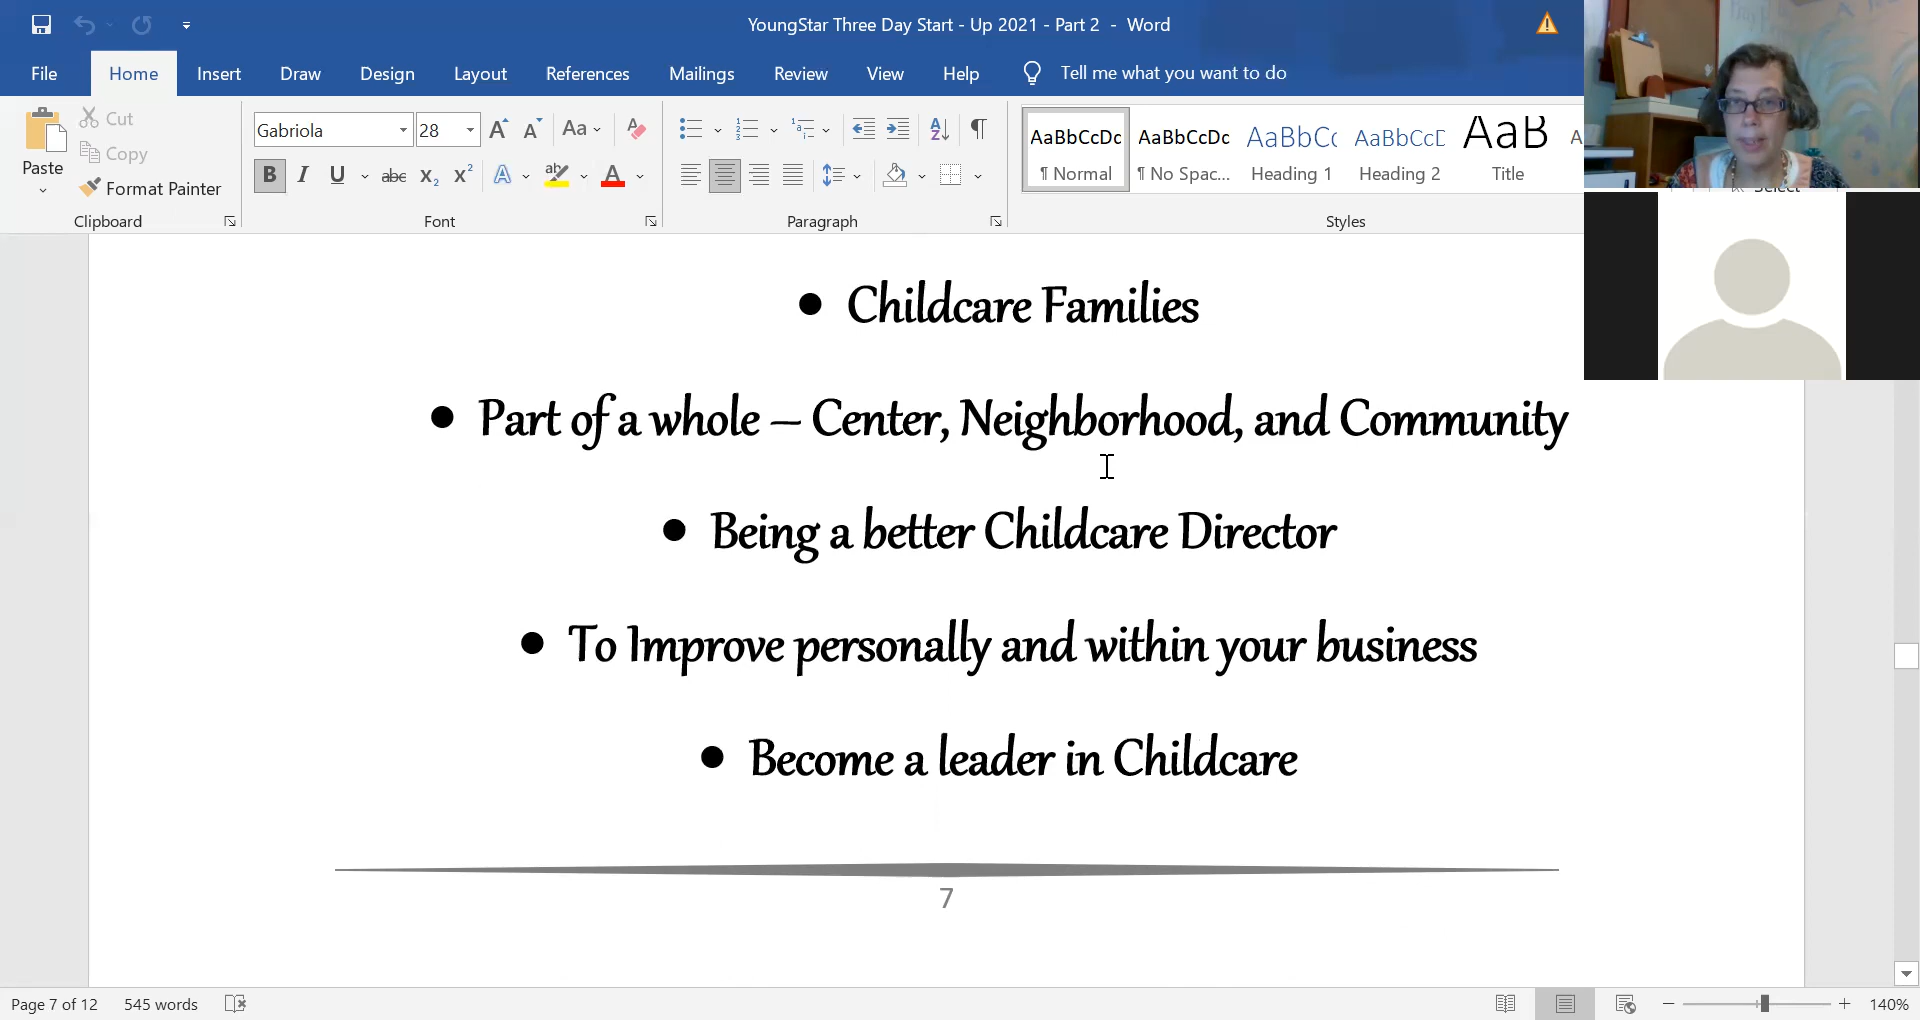 YoungStar Three Day Start - Up 2021 - Part 2 - Word
File Home Insert Draw Design Layout References Mailings Review View Help Tell me what you want to do
Paste
Cut
Copy
Format Painter
Clipboard
Gabriola 28
Font
Paragraph
AaBbCcDc AaBbCcDc AaBbCc AaBbCcD AaB
¶ Normal ¶ No Spac... Heading 1 Heading 2 Title
Styles
Select
• Childcare Families
• Part of a whole – Center, Neighborhood, and Community
• Being a better Childcare Director
• To Improve personally and within your business
• Become a leader in Childcare
7
Page 7 of 12 545 words 140%